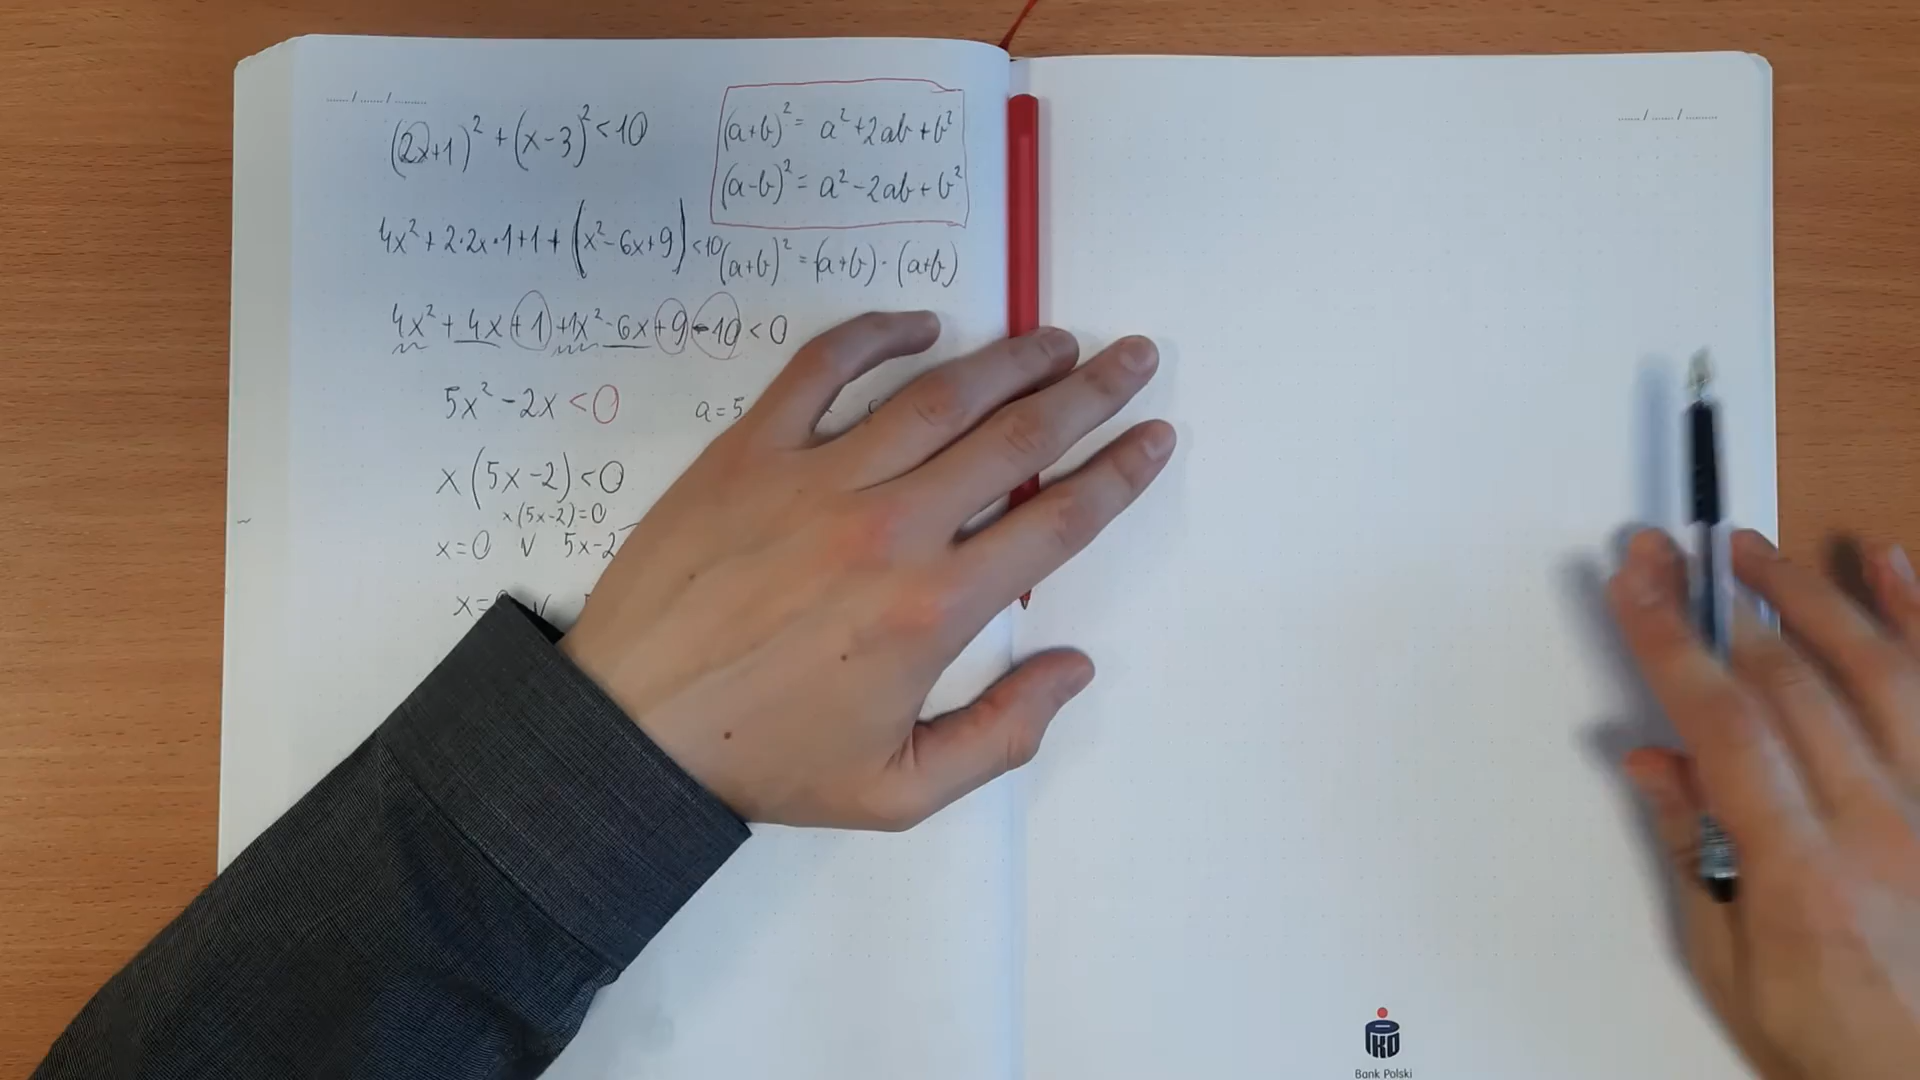 (2x+1)² + (x-3)² < 10
(a+b)² = a² + 2ab + b²
(a-b)² = a² - 2ab + b²
4x² + 2·2x·1 + 1 + (x² - 6x + 9) < 10
(a+b)² = (a+b)·(a+b)
4x² + 4x + 1 + 1x² - 6x + 9 - 10 < 0
5x² - 2x < 0
a = 5
x(5x - 2) < 0
x(5x-2) = 0
x = 0 ∨ 5x - 2
x = ∨
PKO
Bank Polski